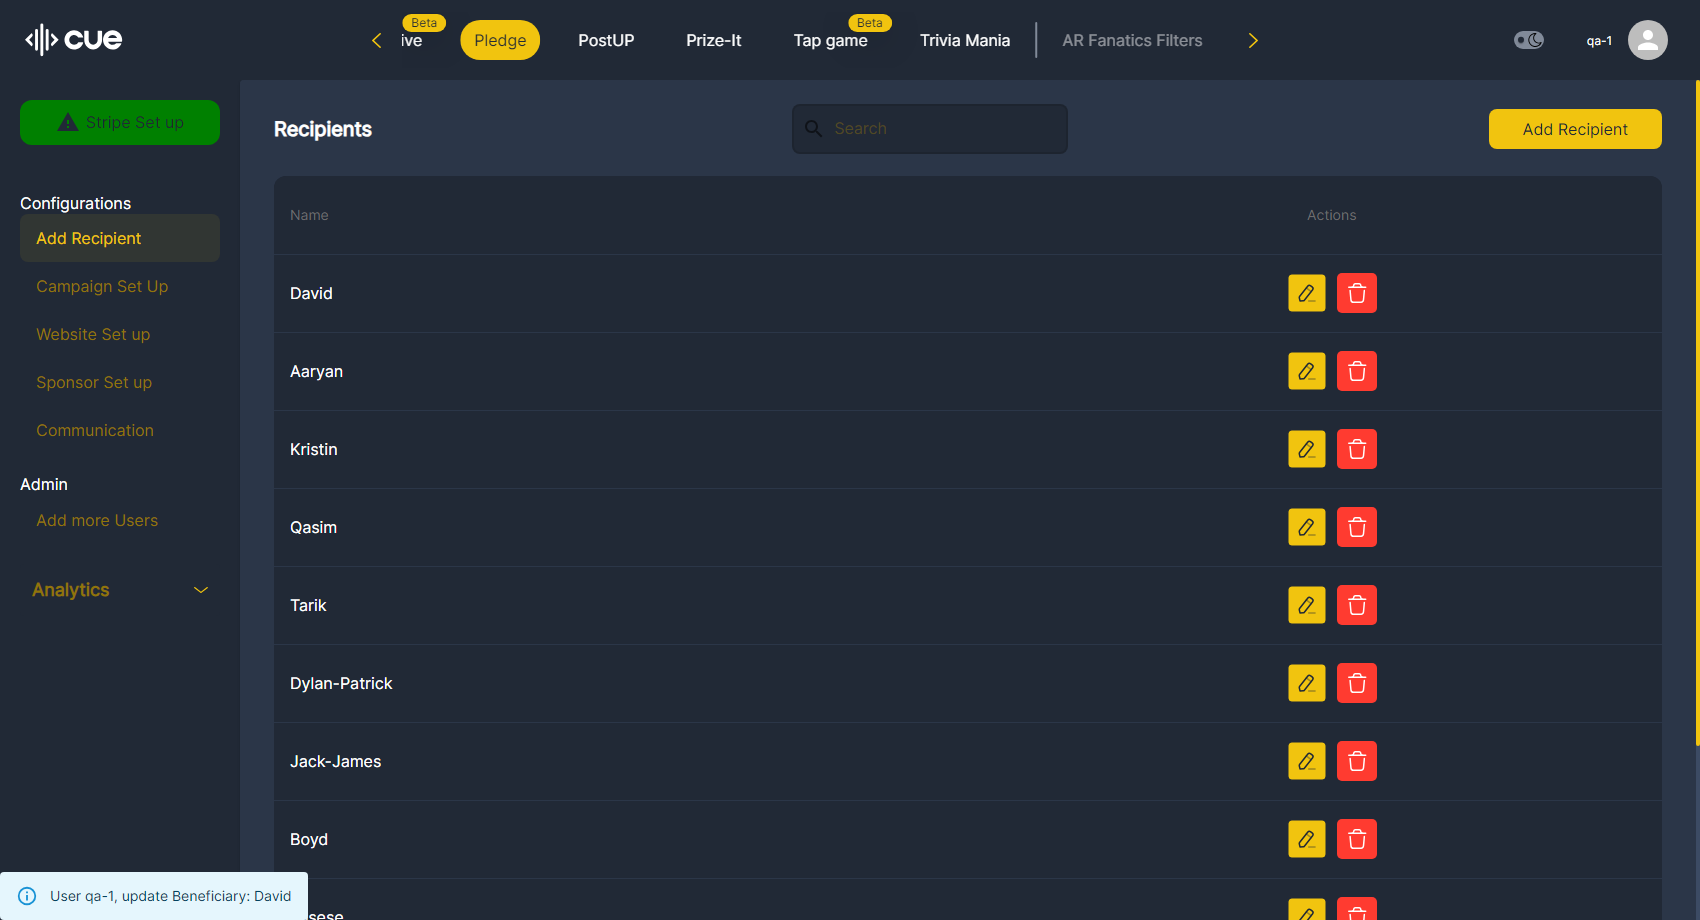 cue
Beta
ive
Pledge
PostUP
Prize-It
Beta
Tap game
Trivia Mania
AR Fanatics Filters
qa-1
Stripe Set up
Configurations
Add Recipient
Campaign Set Up
Website Set up
Sponsor Set up
Communication
Admin
Add more Users
Analytics
Recipients
Search
Add Recipient
Name
Actions
David
Aaryan
Kristin
Qasim
Tarik
Dylan-Patrick
Jack-James
Boyd
sese
User qa-1, update Beneficiary: David